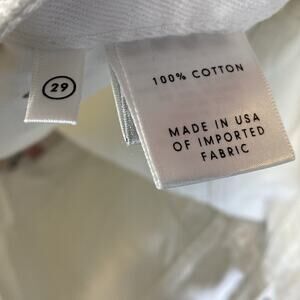 29
100% COTTON
MADE IN USA
OF IMPORTED
FABRIC